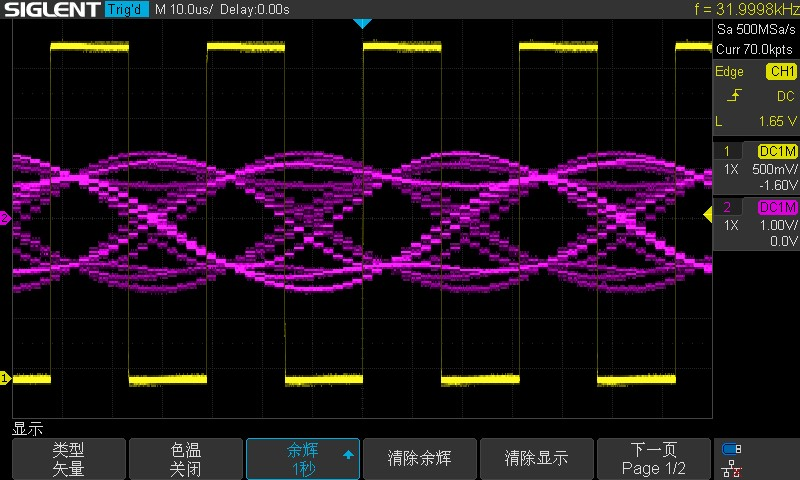 SIGLENT Trig'd M 10.0us/ Delay:0.00s f = 31.9998kHz
Sa 500MSa/s
Curr 70.0kpts
Edge CH1
DC
L 1.65 V
1 DC1M
1X 500mV/
-1.60V
2 DC1M
1X 1.00V/
0.0V
2
1
显示
类型
矢量
色温
关闭
余辉
1秒
清除余辉
清除显示
下一页
Page 1/2